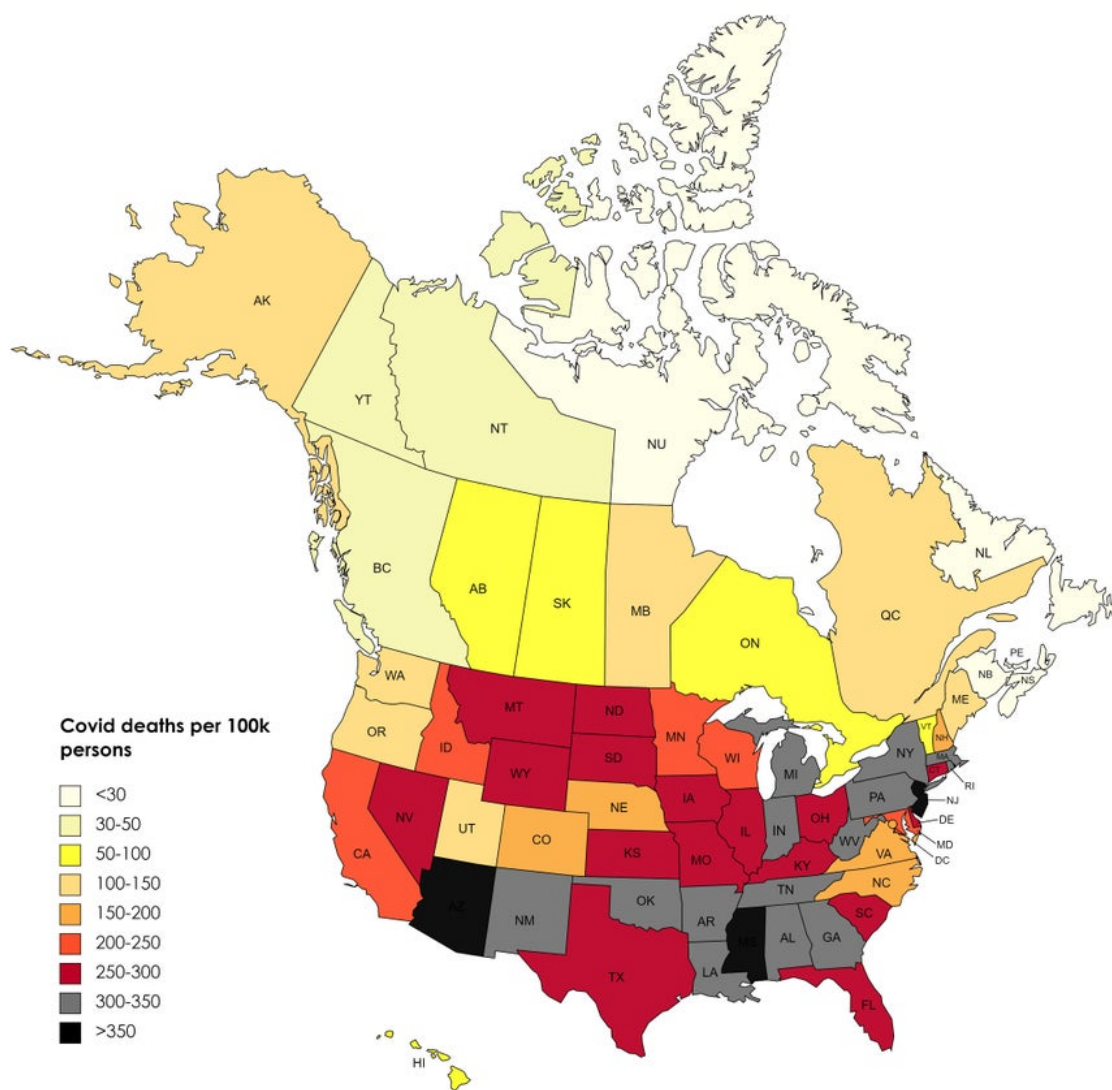 AK
YT
NT
NU
BC
AB
SK
MB
ON
QC
NL
PE
NB
NS
WA
OR
ID
MT
ND
SD
MN
WI
MI
NY
VT
NH
ME
MA
CT
RI
NJ
PA
DE
MD
DC
WY
NE
IA
IL
IN
OH
WV
VA
NV
UT
CO
KS
MO
KY
NC
CA
AZ
NM
OK
AR
TN
SC
TX
LA
MS
AL
GA
FL
HI
Covid deaths per 100k
persons
<30
30-50
50-100
100-150
150-200
200-250
250-300
300-350
>350